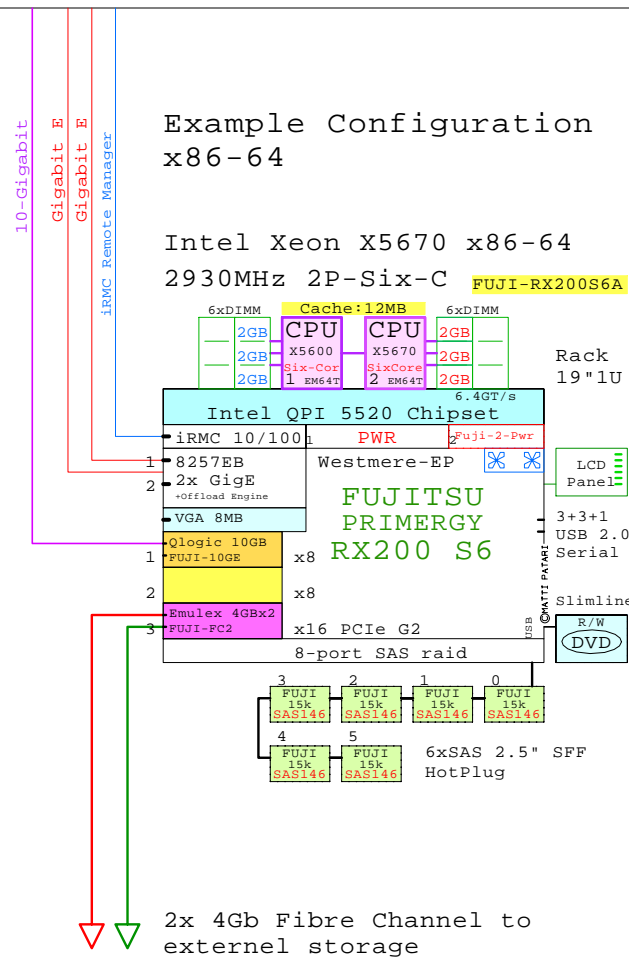 10-Gigabit
Gigabit E
Gigabit E
iRMC Remote Manager
Example Configuration
x86-64
Intel Xeon X5670 x86-64
2930MHz 2P-Six-C
FUJI-RX200S6A
6xDIMM
Cache:12MB
6xDIMM
2GB
2GB
2GB
CPU
X5600
Six-Cor
1 EM64T
CPU
X5670
SixCore
2 EM64T
2GB
2GB
2GB
Rack
19"1U
6.4GT/s
Intel QPI 5520 Chipset
iRMC 10/100
1 PWR
2 Fuji-2-Pwr
1 8257EB
2 2x GigE
+Offload Engine
Westmere-EP
LCD
Panel
FUJITSU
PRIMERGY
RX200 S6
VGA 8MB
3+3+1
USB 2.0
Serial
Qlogic 10GB
1 FUJI-10GE
x8
2
x8
©MATTI PATARI
Emulex 4GBx2
3 FUJI-FC2
x16 PCIe G2
USB
Slimline
R/W
DVD
8-port SAS raid
3
FUJI
15k
SAS146
2
FUJI
15k
SAS146
1
FUJI
15k
SAS146
0
FUJI
15k
SAS146
4
FUJI
15k
SAS146
5
FUJI
15k
SAS146
6xSAS 2.5" SFF
HotPlug
2x 4Gb Fibre Channel to
externel storage